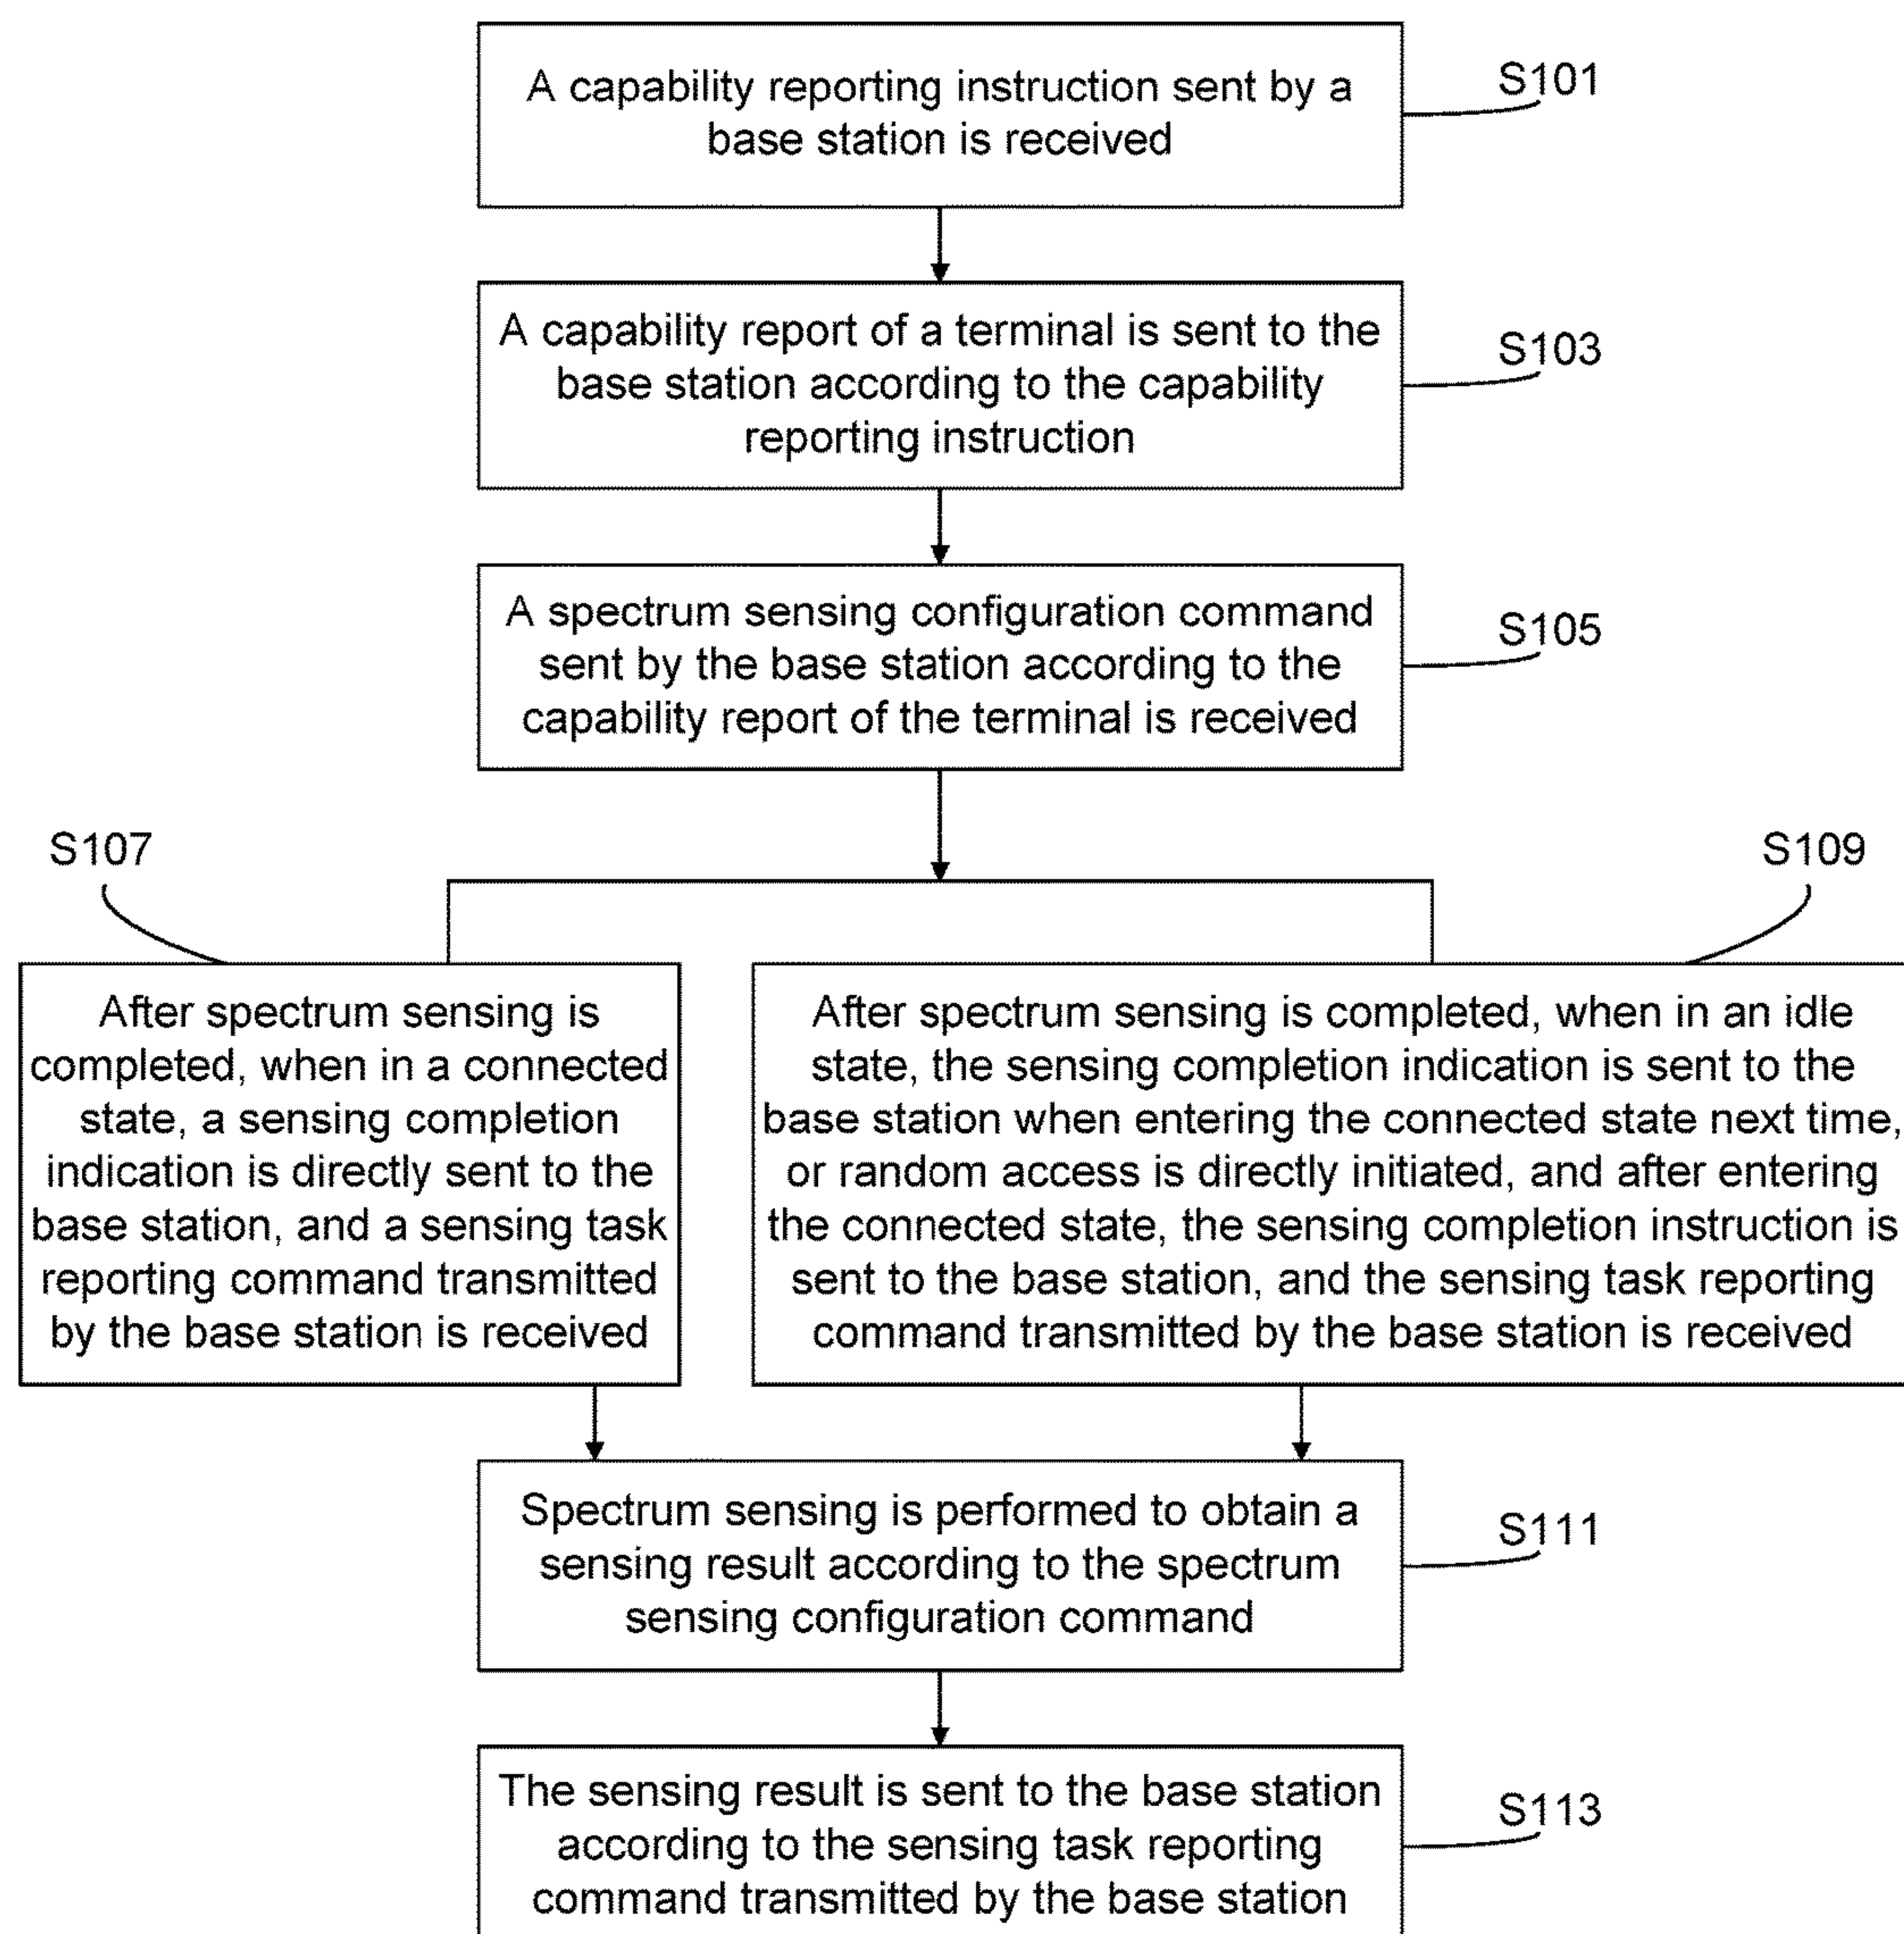 A capability reporting instruction sent by a
base station is received
S101
A capability report of a terminal is sent to the
base station according to the capability
reporting instruction
S103
A spectrum sensing configuration command
sent by the base station according to the
capability report of the terminal is received
S105
S107
S109
After spectrum sensing is
completed, when in a connected
state, a sensing completion
indication is directly sent to the
base station, and a sensing task
reporting command transmitted
by the base station is received
After spectrum sensing is completed, when in an idle
state, the sensing completion indication is sent to the
base station when entering the connected state next time,
or random access is directly initiated, and after entering
the connected state, the sensing completion instruction is
sent to the base station, and the sensing task reporting
command transmitted by the base station is received
Spectrum sensing is performed to obtain a
sensing result according to the spectrum
sensing configuration command
S111
The sensing result is sent to the base station
according to the sensing task reporting
command transmitted by the base station
S113